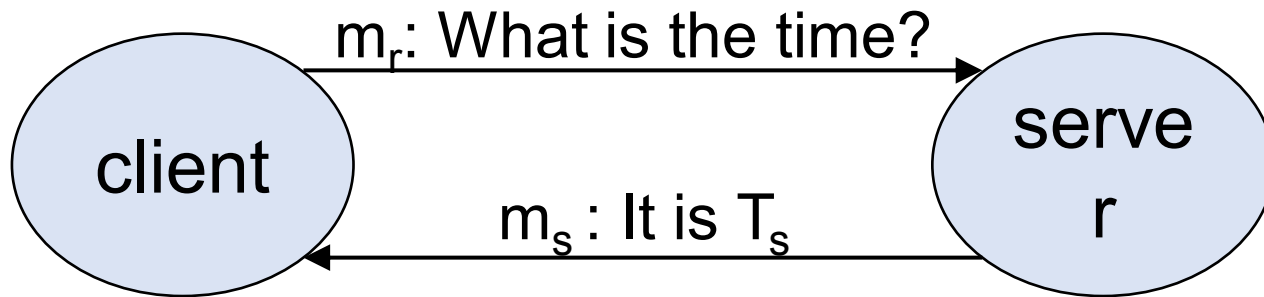 mᵣ: What is the time?
client
serve
r
mₛ : It is Tₛ